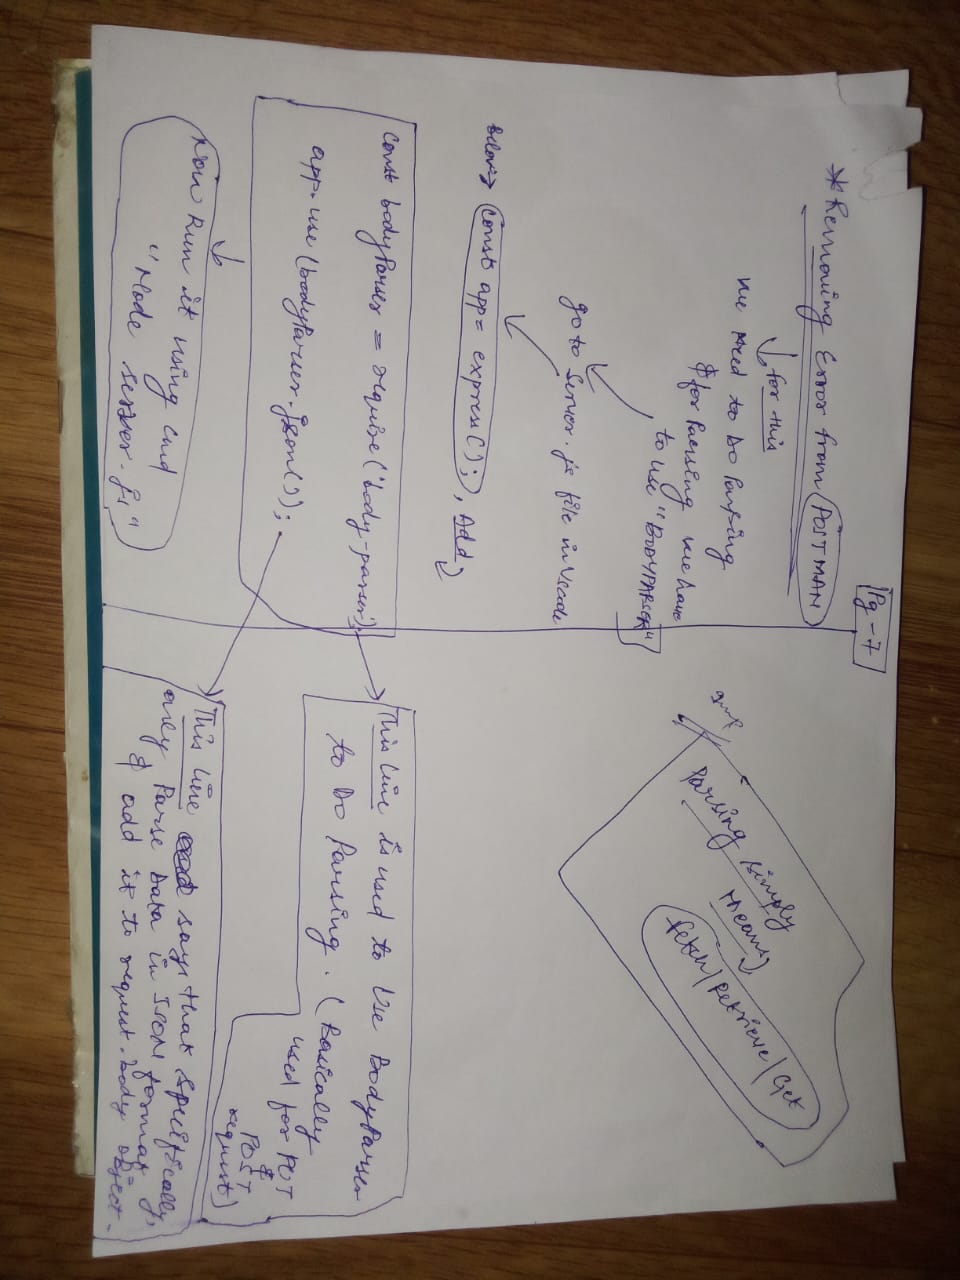 Pg - 7
* Removing Error from POSTMAN
for this
we need to Do Parsing
& for Parsing we have
to use "BODYPARSER"
go to Server.js file in Vscode
Below→ const app = express(); , Add
const bodyParser = require('body-parser');
app.use(bodyParser.json());
Now Run it using cmd
"Node server.js"
Imp
Parsing simply
Means,
fetch/Retrieve/Get
This line is used to Use BodyParser
to Do Parsing. (Basically
used for PUT
&
POST
request)
This line says that specifically,
only Parse Data in JSON format
& add it to request.body object.